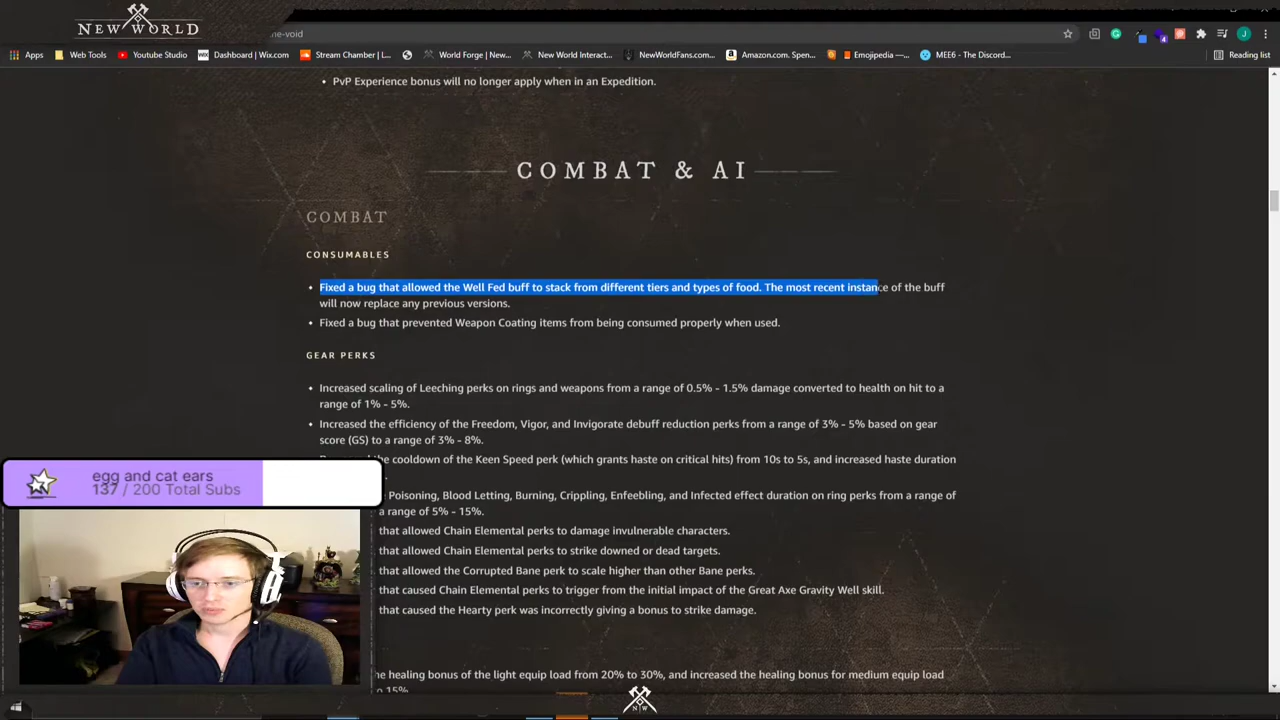 NEW WORLD
ne-void
Apps
Web Tools
Youtube Studio
Dashboard | Wix.com
Stream Chamber | L...
World Forge | New...
New World Interact...
NewWorldFans.com...
Amazon.com. Spen...
Emojipedia —...
MEE6 - The Discord...
Reading list
• PvP Experience bonus will no longer apply when in an Expedition.
COMBAT & AI
COMBAT
CONSUMABLES
• Fixed a bug that allowed the Well Fed buff to stack from different tiers and types of food. The most recent instance of the buff
will now replace any previous versions.
• Fixed a bug that prevented Weapon Coating items from being consumed properly when used.
GEAR PERKS
• Increased scaling of Leeching perks on rings and weapons from a range of 0.5% - 1.5% damage converted to health on hit to a
range of 1% - 5%.
• Increased the efficiency of the Freedom, Vigor, and Invigorate debuff reduction perks from a range of 3% - 5% based on gear
score (GS) to a range of 3% - 8%.
the cooldown of the Keen Speed perk (which grants haste on critical hits) from 10s to 5s, and increased haste duration
egg and cat ears
137 / 200 Total Subs
Poisoning, Blood Letting, Burning, Crippling, Enfeebling, and Infected effect duration on ring perks from a range of
a range of 5% - 15%.
that allowed Chain Elemental perks to damage invulnerable characters.
that allowed Chain Elemental perks to strike downed or dead targets.
that allowed the Corrupted Bane perk to scale higher than other Bane perks.
that caused Chain Elemental perks to trigger from the initial impact of the Great Axe Gravity Well skill.
that caused the Hearty perk was incorrectly giving a bonus to strike damage.
he healing bonus of the light equip load from 20% to 30%, and increased the healing bonus for medium equip load
o 15%.
N W